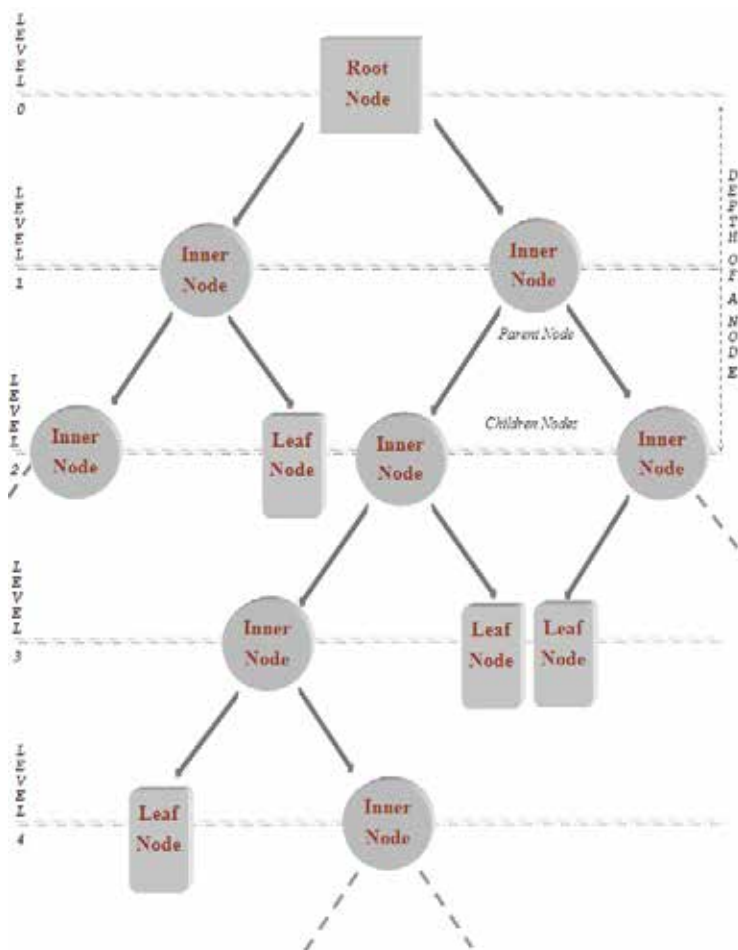 LEVEL 0
Root
Node
LEVEL 1
Inner
Node
Inner
Node
DEPTH OF A NODE
Parent Node
LEVEL 2
Inner
Node
Leaf
Node
Children Nodes
Inner
Node
Inner
Node
LEVEL 3
Inner
Node
Leaf
Node
Leaf
Node
LEVEL 4
Leaf
Node
Inner
Node